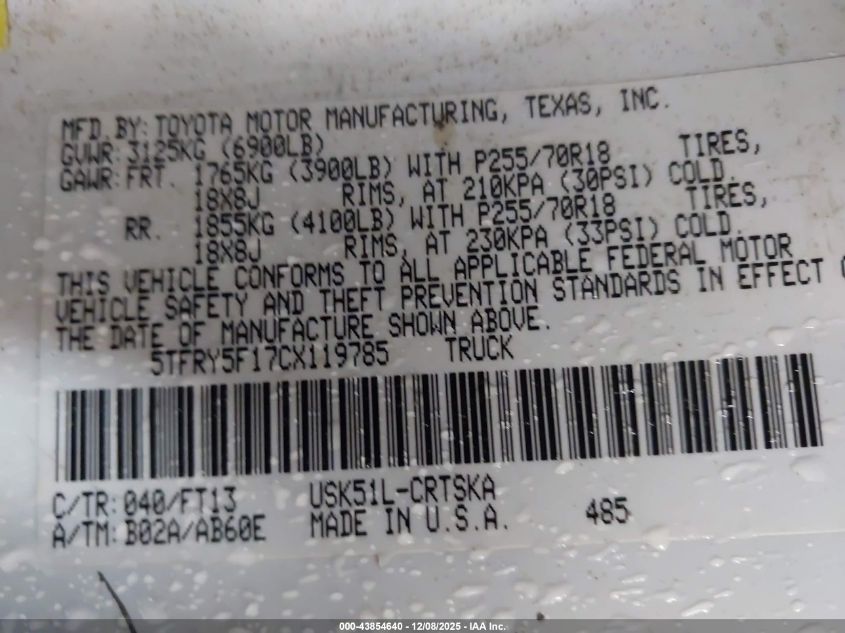 MFD. BY: TOYOTA MOTOR MANUFACTURING, TEXAS, INC.
GVWR: 3125KG (6900LB)
GAWR: FRT. 1765KG (3900LB) WITH P255/70R18 TIRES,
18X8J RIMS, AT 210KPA (30PSI) COLD.
RR. 1855KG (4100LB) WITH P255/70R18 TIRES,
18X8J RIMS, AT 230KPA (33PSI) COLD.
THIS VEHICLE CONFORMS TO ALL APPLICABLE FEDERAL MOTOR
VEHICLE SAFETY AND THEFT PREVENTION STANDARDS IN EFFECT
THE DATE OF MANUFACTURE SHOWN ABOVE.
5TFRY5F17CX119785 TRUCK
C/TR: 040/FT13 USK51L-CRTSKA
A/TM: B02A/AB60E MADE IN U.S.A. 485
000-43854640 - 12/08/2025 - IAA Inc.